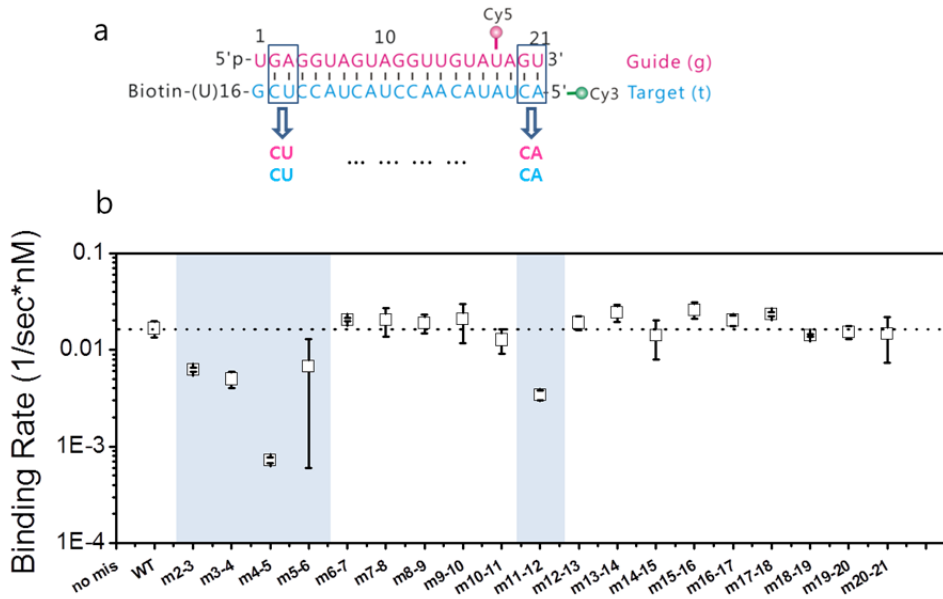 a
Cy5
1 10 21
5'p-UGAGGUAGUAGGUUGUAUAGU3' Guide (g)
Biotin-(U)16-GCUCCAUCAUCCAACAUAUCA-5' Cy3 Target (t)
CU ... ... ... ... CA
CU CA
b
Binding Rate (1/sec*nM)
0.1
0.01
1E-3
1E-4
no mis WT m2-3 m3-4 m4-5 m5-6 m6-7 m7-8 m8-9 m9-10 m10-11 m11-12 m12-13 m13-14 m14-15 m15-16 m16-17 m17-18 m18-19 m19-20 m20-21